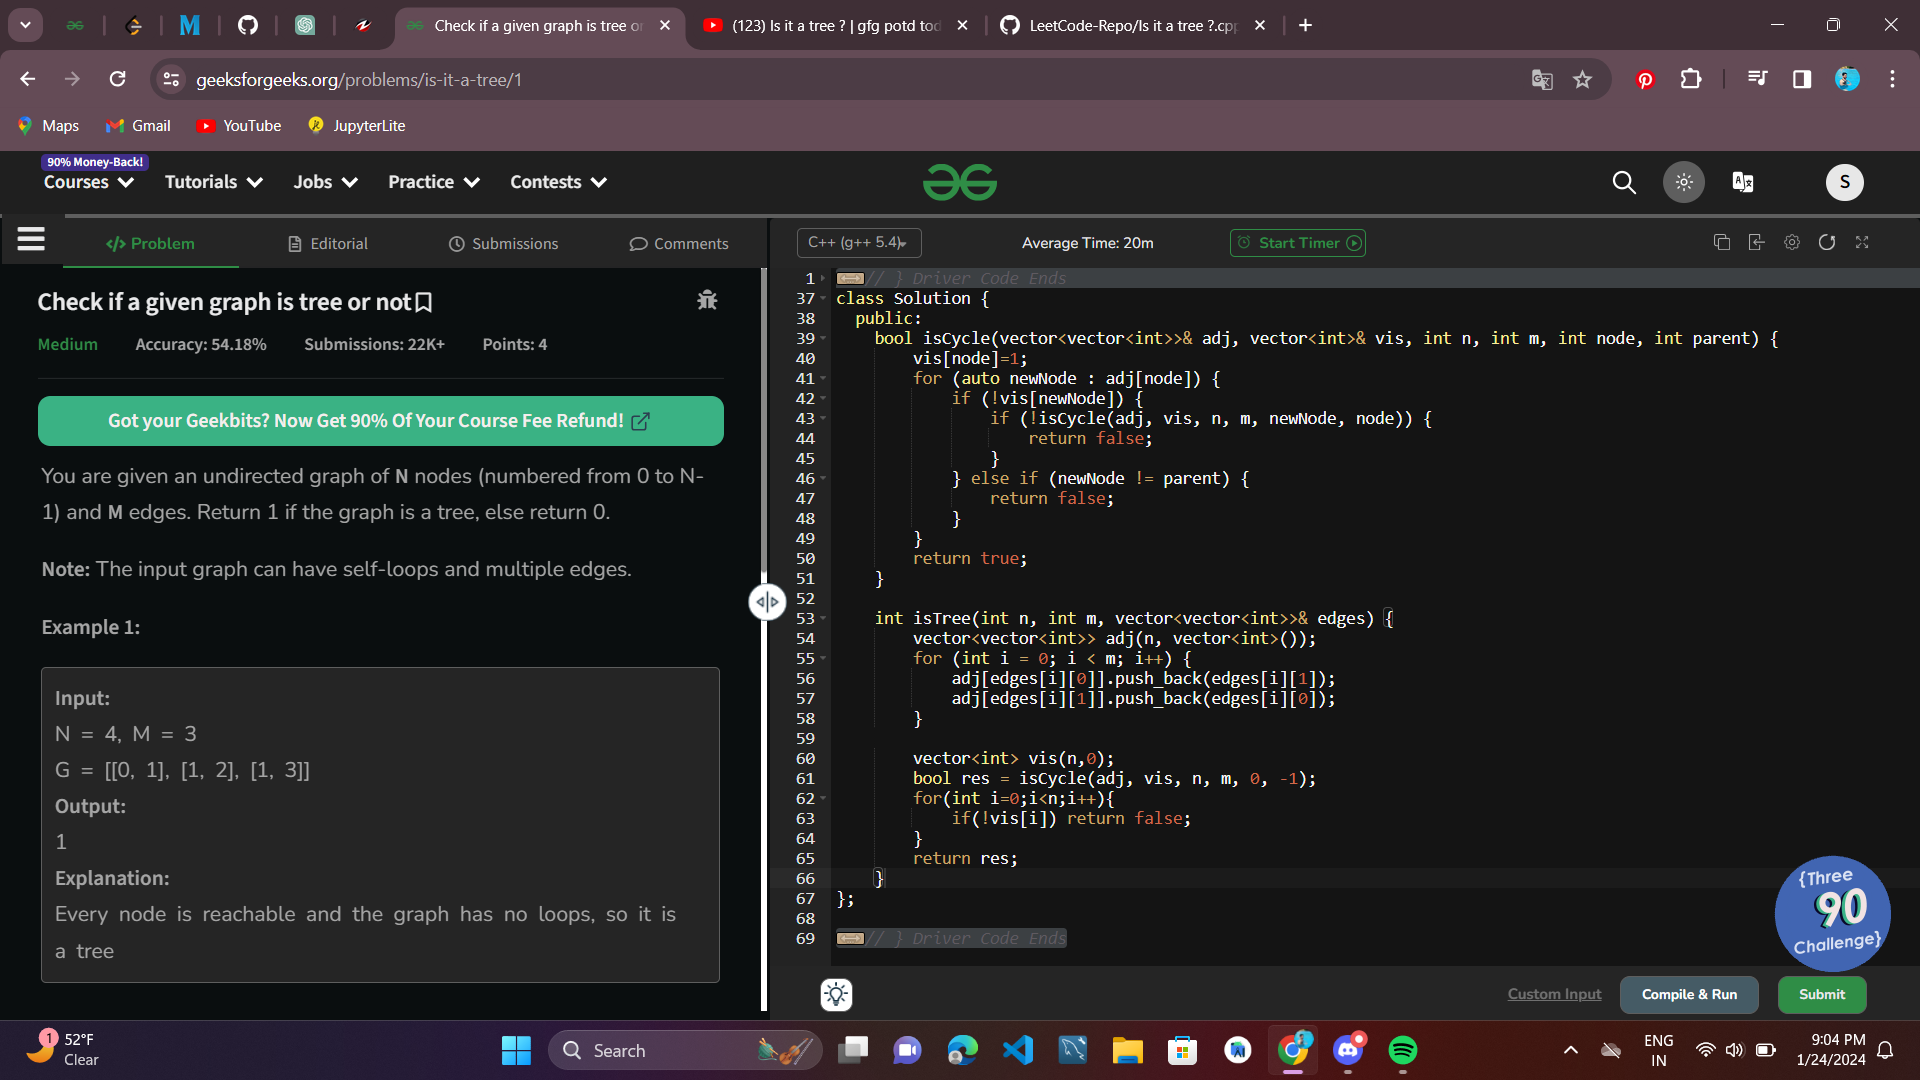 Check if a given graph is tree or
(123) Is it a tree ? | gfg potd tod
LeetCode-Repo/Is it a tree ?.cpp
geeksforgeeks.org/problems/is-it-a-tree/1
Maps
Gmail
YouTube
JupyterLite
90% Money-Back!
Courses
Tutorials
Jobs
Practice
Contests
S
</> Problem
Editorial
Submissions
Comments
C++ (g++ 5.4)
Average Time: 20m
Start Timer
Check if a given graph is tree or not
Medium
Accuracy: 54.18%
Submissions: 22K+
Points: 4
Got your Geekbits? Now Get 90% Of Your Course Fee Refund!
You are given an undirected graph of N nodes (numbered from 0 to N-
1) and M edges. Return 1 if the graph is a tree, else return 0.
Note: The input graph can have self-loops and multiple edges.
Example 1:
Input:
N = 4, M = 3
G = [[0, 1], [1, 2], [1, 3]]
Output:
1
Explanation:
Every node is reachable and the graph has no loops, so it is
a tree
1 // } Driver Code Ends
37 class Solution {
38 public:
39 bool isCycle(vector<vector<int>>& adj, vector<int>& vis, int n, int m, int node, int parent) {
40 vis[node]=1;
41 for (auto newNode : adj[node]) {
42 if (!vis[newNode]) {
43 if (!isCycle(adj, vis, n, m, newNode, node)) {
44 return false;
45 }
46 } else if (newNode != parent) {
47 return false;
48 }
49 }
50 return true;
51 }
52
53 int isTree(int n, int m, vector<vector<int>>& edges) {
54 vector<vector<int>> adj(n, vector<int>());
55 for (int i = 0; i < m; i++) {
56 adj[edges[i][0]].push_back(edges[i][1]);
57 adj[edges[i][1]].push_back(edges[i][0]);
58 }
59
60 vector<int> vis(n,0);
61 bool res = isCycle(adj, vis, n, m, 0, -1);
62 for(int i=0;i<n;i++){
63 if(!vis[i]) return false;
64 }
65 return res;
66 }
67 };
68
69 // } Driver Code Ends
{Three
90
Challenge}
Custom Input
Compile & Run
Submit
1
52°F
Clear
Search
ENG
IN
9:04 PM
1/24/2024